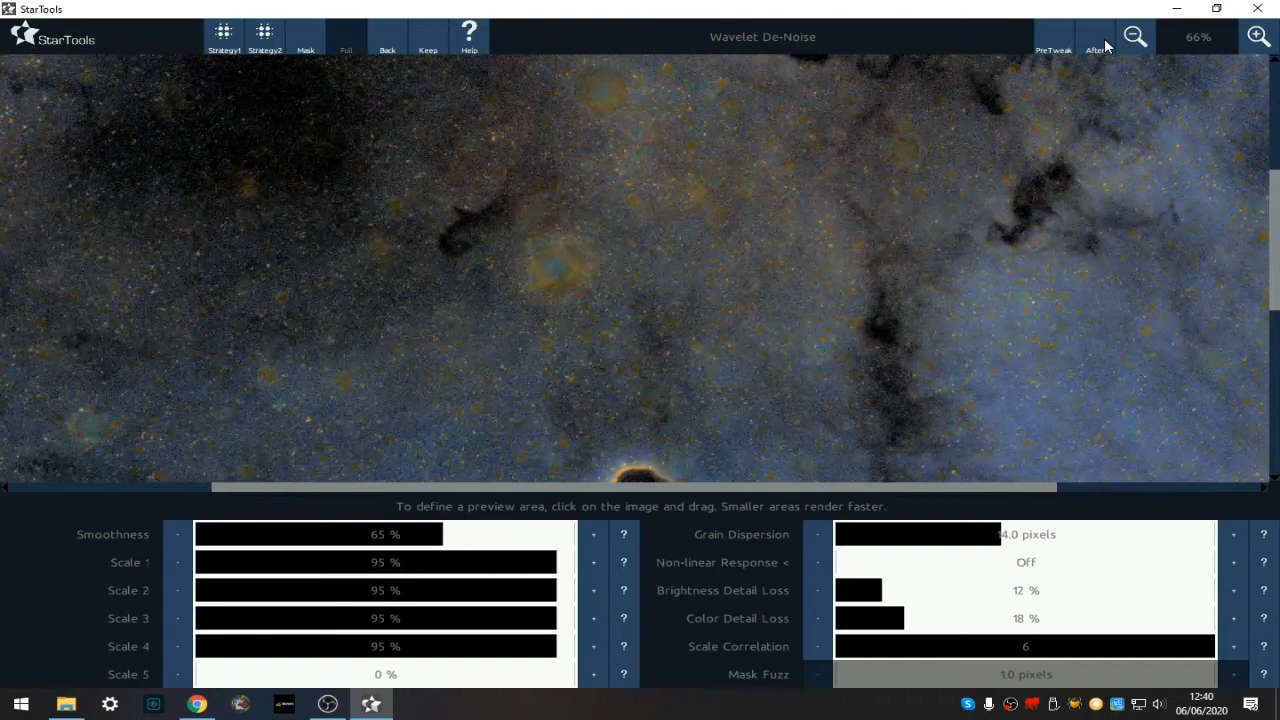 StarTools
StarTools
Strategy1 Strategy2 Mask Full Back Keep Help
Wavelet De-Noise
PreTweak After 66%
To define a preview area, click on the image and drag. Smaller areas render faster.
Smoothness - 65 % + ? Grain Dispersion - 14.0 pixels + ?
Scale 1 - 95 % + ? Non-linear Response < - Off + ?
Scale 2 - 95 % + ? Brightness Detail Loss - 12 % + ?
Scale 3 - 95 % + ? Color Detail Loss - 18 % + ?
Scale 4 - 95 % + ? Scale Correlation - 6 + ?
Scale 5 - 0 % + ? Mask Fuzz - 1.0 pixels + ?
12:40
06/06/2020